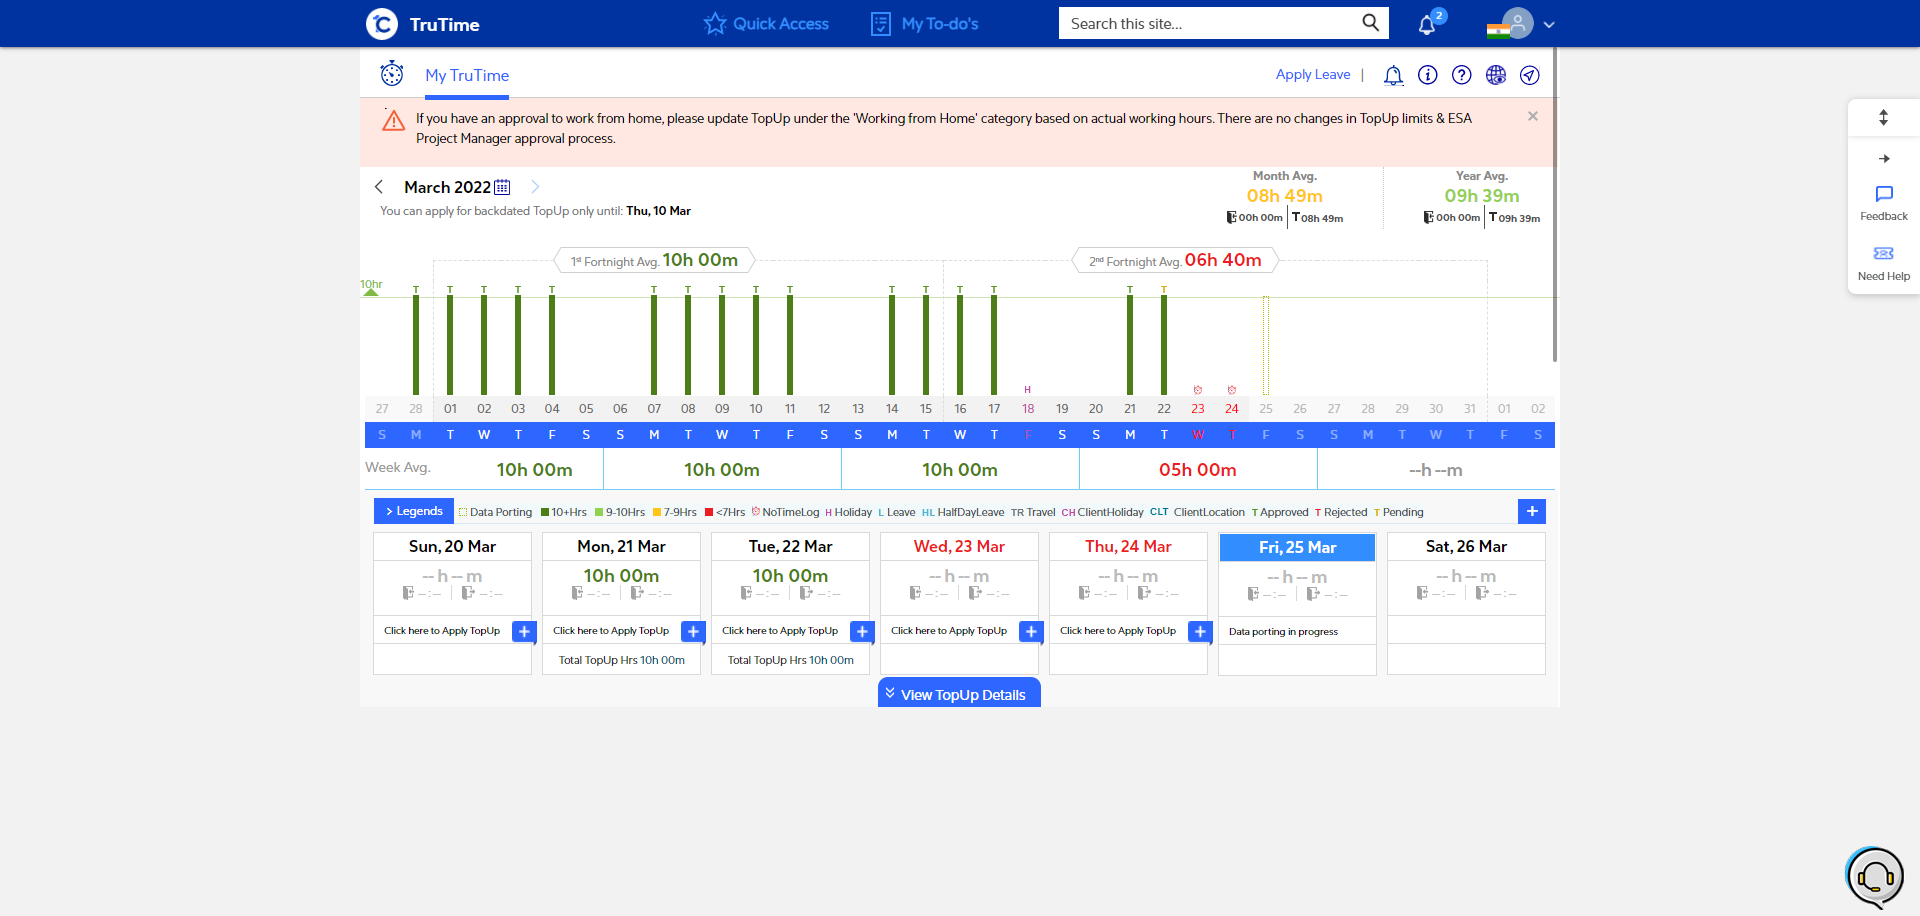 TruTime
Quick Access
My To-do's
Search this site...
2
My TruTime
Apply Leave |
If you have an approval to work from home, please update TopUp under the 'Working from Home' category based on actual working hours. There are no changes in TopUp limits & ESA
Project Manager approval process.
Feedback
Need Help
March 2022
You can apply for backdated TopUp only until: Thu, 10 Mar
Month Avg.
08h 49m
00h 00m | T 08h 49m
Year Avg.
09h 39m
00h 00m | T 09h 39m
1st Fortnight Avg. 10h 00m
2nd Fortnight Avg. 06h 40m
10hr
T T T T T T T T T T T T T T T T
H
27 28 01 02 03 04 05 06 07 08 09 10 11 12 13 14 15 16 17 18 19 20 21 22 23 24 25 26 27 28 29 30 31 01 02
S M T W T F S S M T W T F S S M T W T F S S M T W T F S S M T W T F S
Week Avg.
10h 00m
10h 00m
10h 00m
05h 00m
--h --m
Legends
Data Porting 10+Hrs 9-10Hrs 7-9Hrs <7Hrs NoTimeLog H Holiday L Leave HL HalfDayLeave TR Travel CH ClientHoliday CLT ClientLocation T Approved T Rejected T Pending
+
Sun, 20 Mar
-- h -- m
--:-- | --:--
Click here to Apply TopUp +
Mon, 21 Mar
10h 00m
--:-- | --:--
Click here to Apply TopUp +
Total TopUp Hrs 10h 00m
Tue, 22 Mar
10h 00m
--:-- | --:--
Click here to Apply TopUp +
Total TopUp Hrs 10h 00m
Wed, 23 Mar
-- h -- m
--:-- | --:--
Click here to Apply TopUp +
Thu, 24 Mar
-- h -- m
--:-- | --:--
Click here to Apply TopUp +
Fri, 25 Mar
-- h -- m
--:-- | --:--
Data porting in progress
Sat, 26 Mar
-- h -- m
--:-- | --:--
View TopUp Details